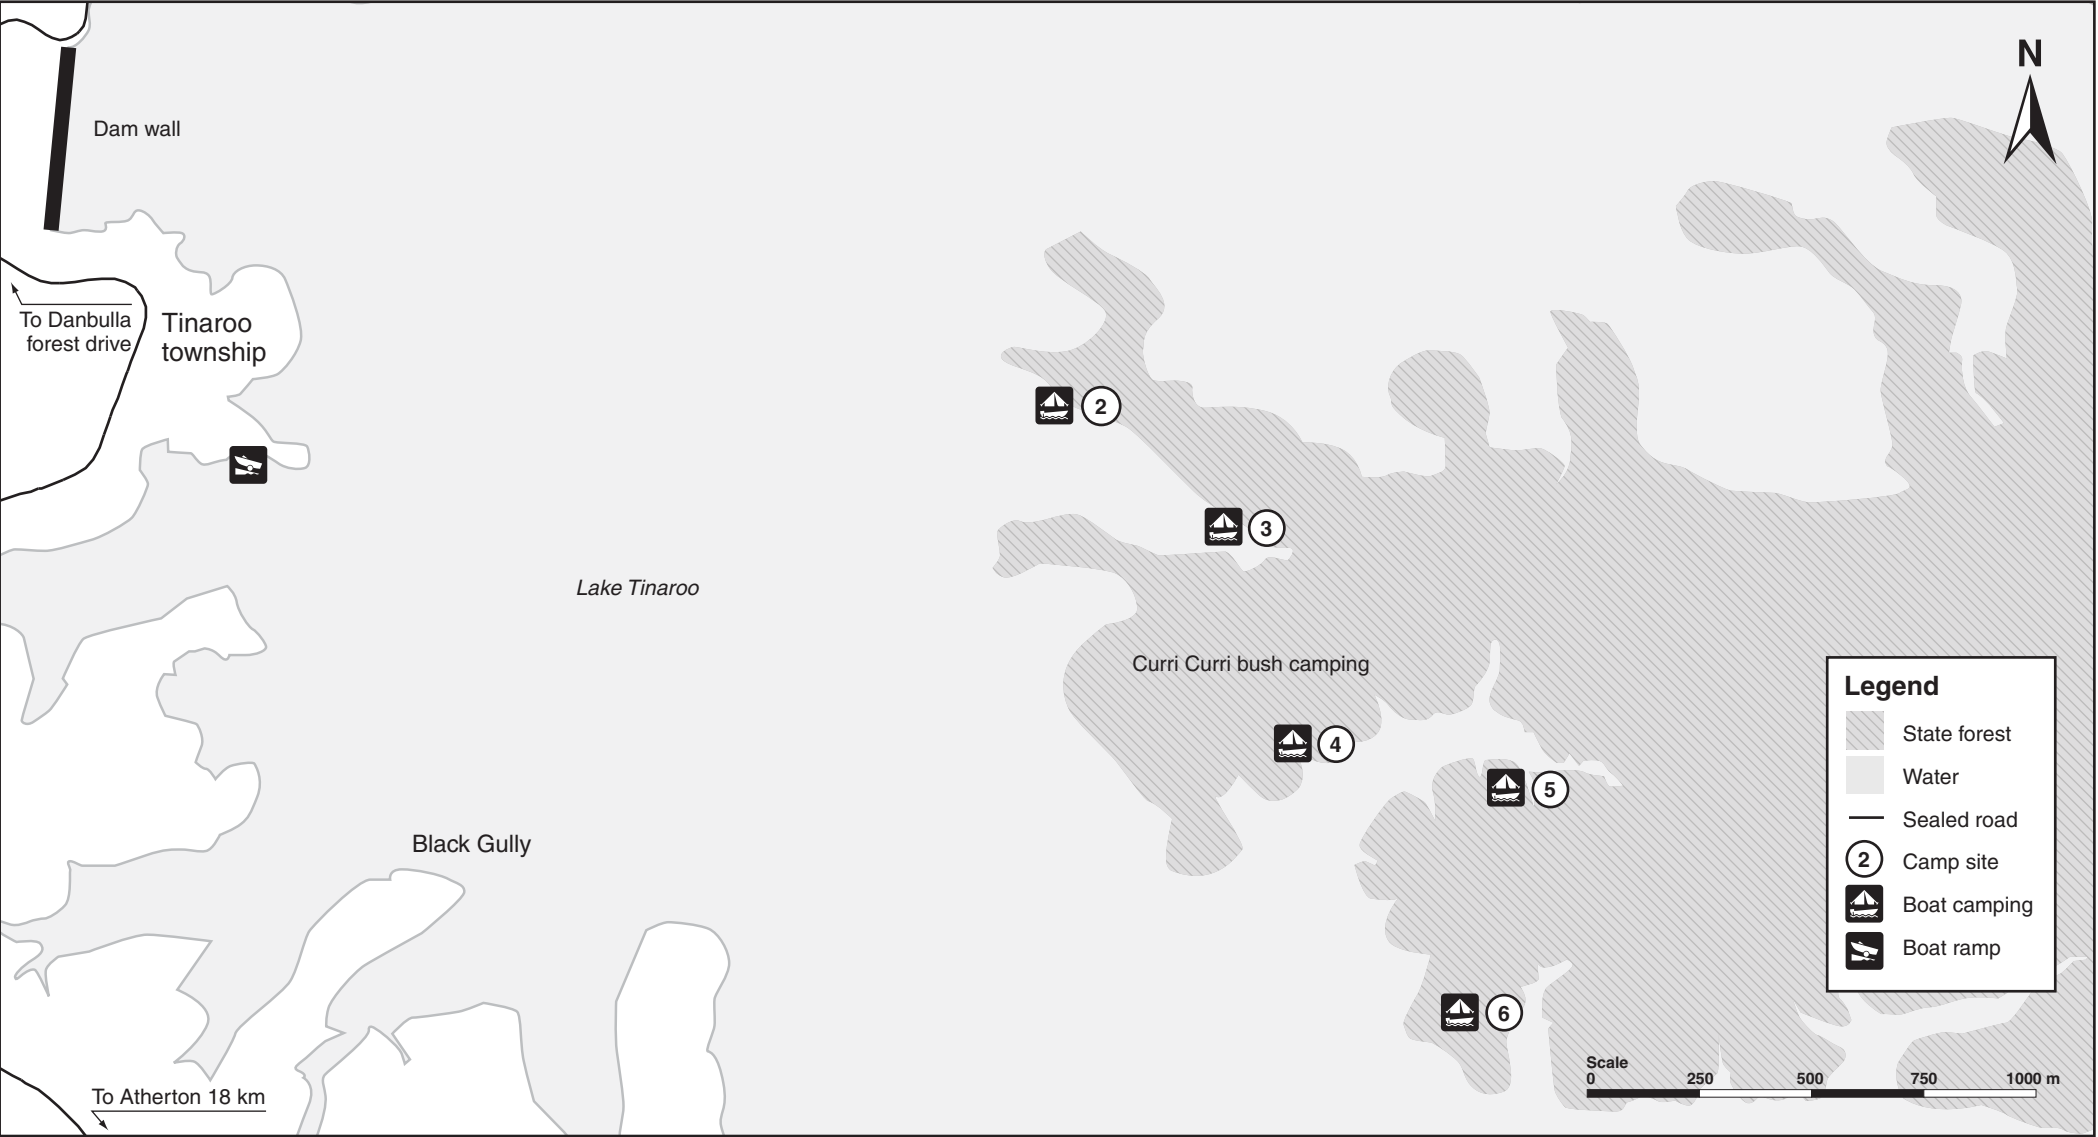 N
Dam wall
To Danbulla
forest drive
Tinaroo
township
2
3
Lake Tinaroo
Curri Curri bush camping
4
5
Black Gully
6
To Atherton 18 km
Legend
State forest
Water
Sealed road
2 Camp site
Boat camping
Boat ramp
Scale
0 250 500 750 1000 m